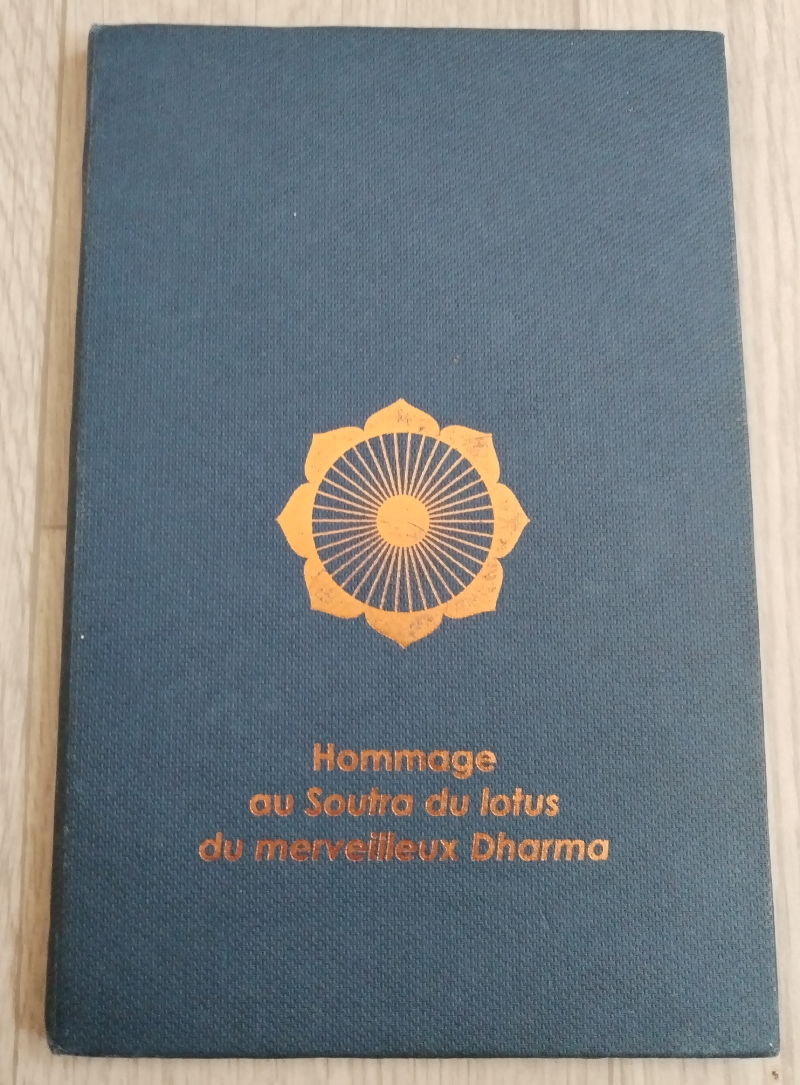 Hommage
au Soutra du lotus
du merveilleux Dharma